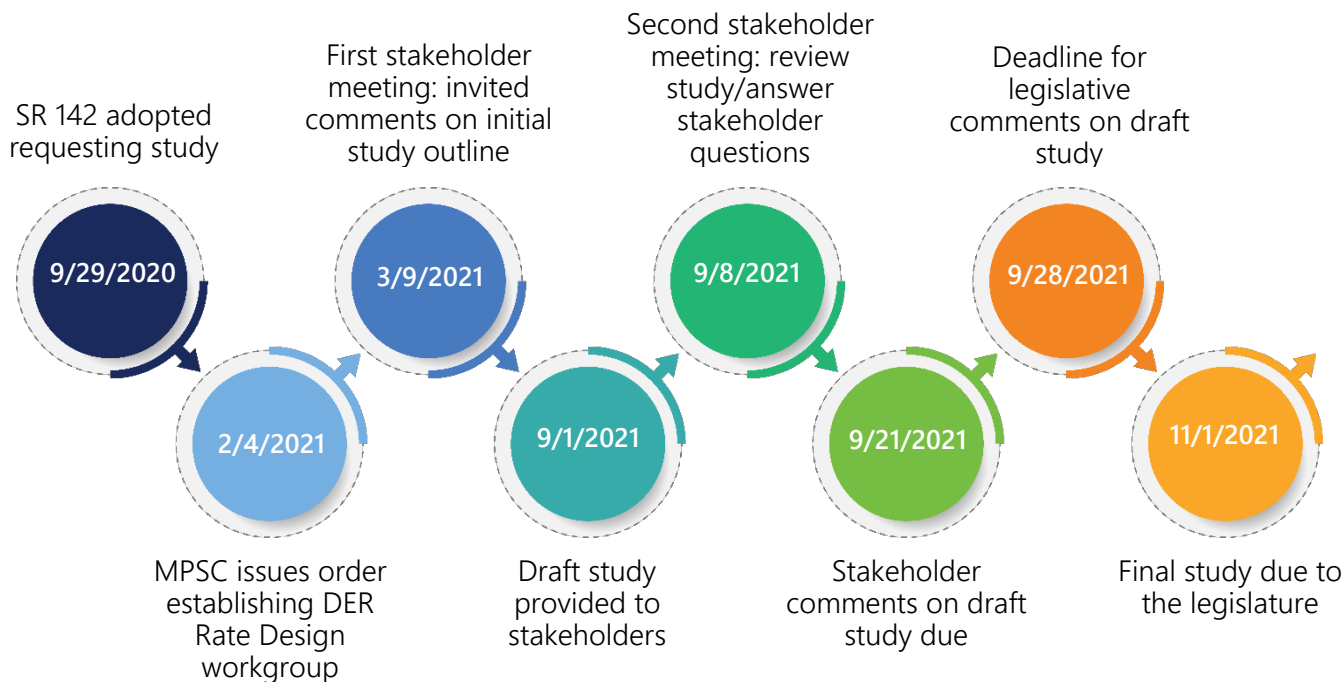 SR 142 adopted
requesting study
9/29/2020
2/4/2021
MPSC issues order
establishing DER
Rate Design
workgroup
First stakeholder
meeting: invited
comments on initial
study outline
3/9/2021
9/1/2021
Draft study
provided to
stakeholders
Second stakeholder
meeting: review
study/answer
stakeholder
questions
9/8/2021
9/21/2021
Stakeholder
comments on draft
study due
Deadline for
legislative
comments on draft
study
9/28/2021
11/1/2021
Final study due to
the legislature